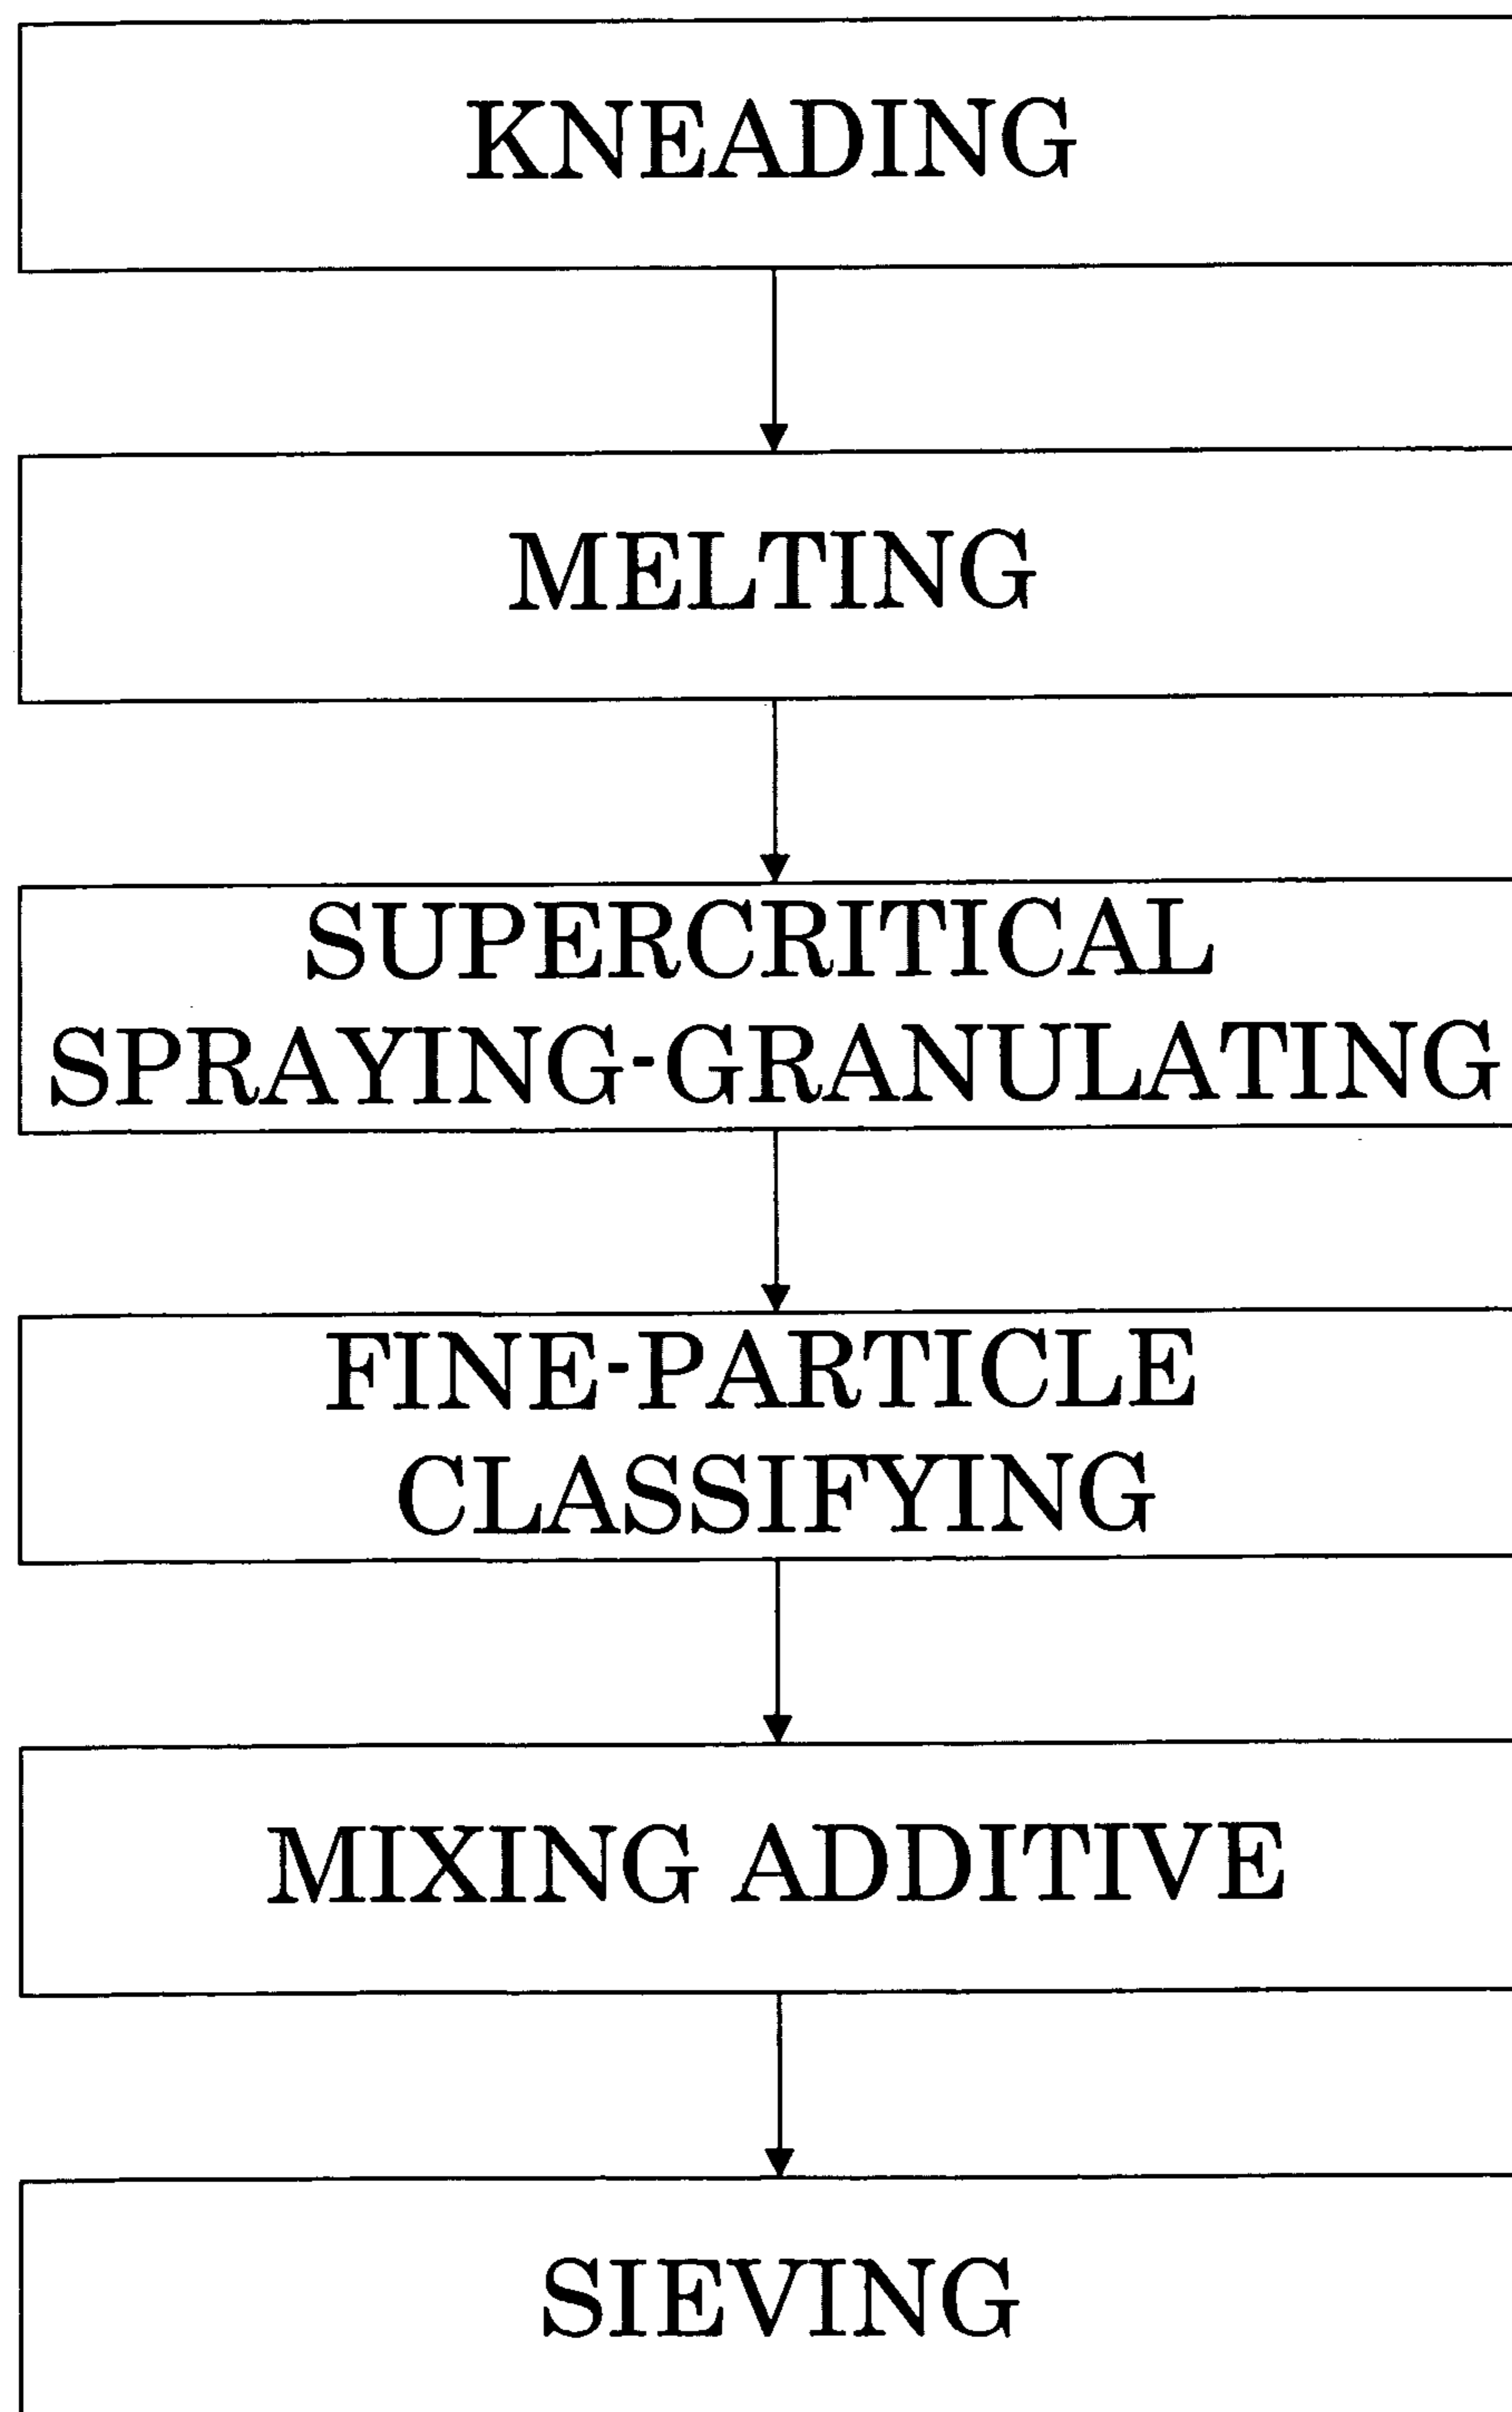 KNEADING
MELTING
SUPERCRITICAL
SPRAYING-GRANULATING
FINE-PARTICLE
CLASSIFYING
MIXING ADDITIVE
SIEVING